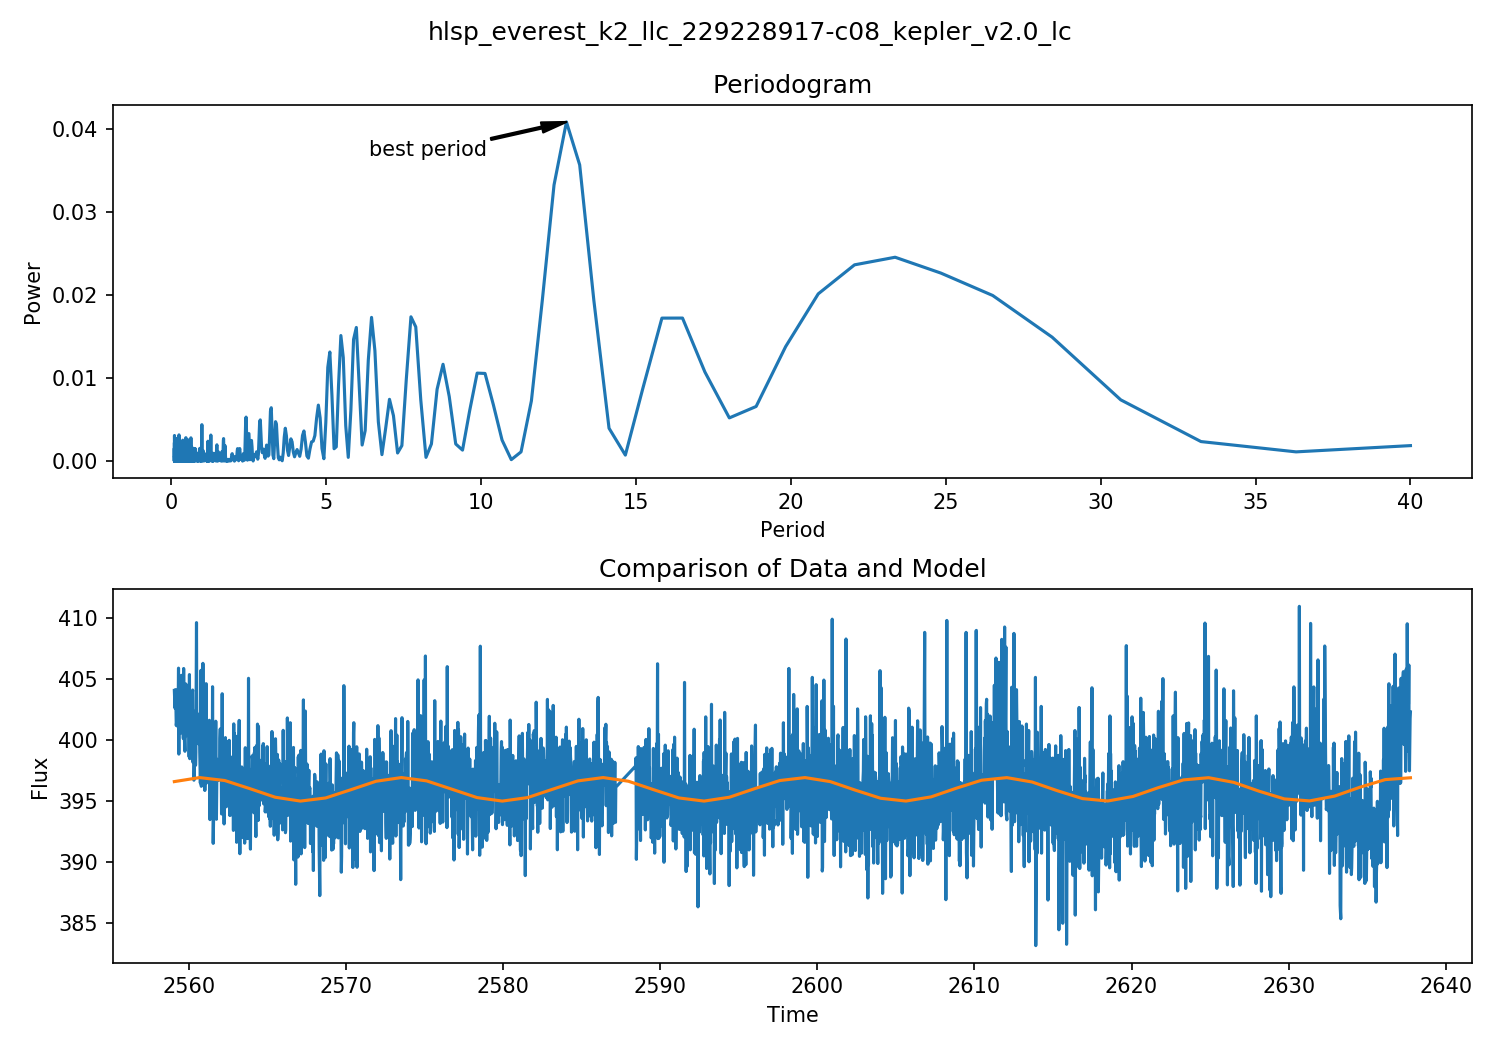 hlsp_everest_k2_llc_229228917-c08_kepler_v2.0_lc
Periodogram
0.04
0.03
0.02
0.01
0.00
Power
best period
0 5 10 15 20 25 30 35 40
Period
Comparison of Data and Model
410
405
400
395
390
385
Flux
2560 2570 2580 2590 2600 2610 2620 2630 2640
Time